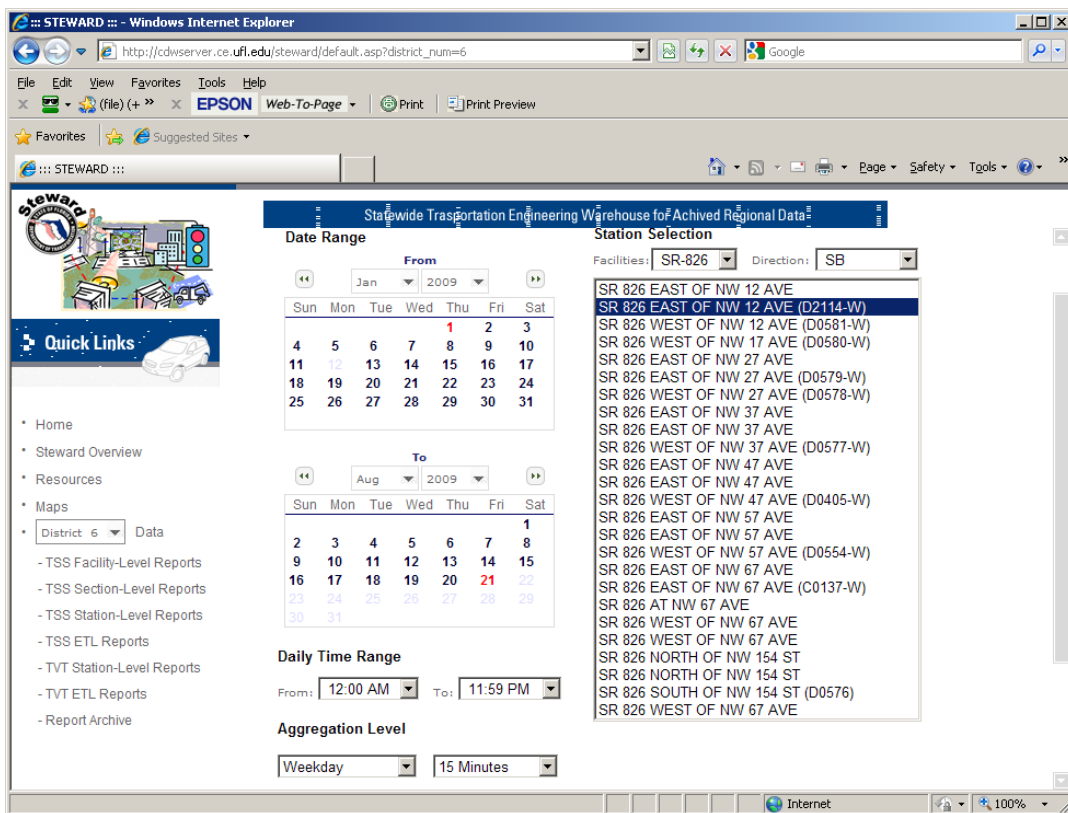 ::: STEWARD ::: - Windows Internet Explorer
http://cdwserver.ce.ufl.edu/steward/default.asp?district_num=6
Google
File Edit View Favorites Tools Help
(file) (+ » x EPSON Web-To-Page Print Print Preview
Favorites Suggested Sites
::: STEWARD :::
Page Safety Tools »
Steward
Statewide Trasportation Engineering Warehouse for Achived Regional Data
Quick Links
Home
Steward Overview
Resources
Maps
District 6 Data
- TSS Facility-Level Reports
- TSS Section-Level Reports
- TSS Station-Level Reports
- TSS ETL Reports
- TVT Station-Level Reports
- TVT ETL Reports
- Report Archive
Date Range
From
Jan 2009
Sun Mon Tue Wed Thu Fri Sat
1 2 3
4 5 6 7 8 9 10
11 12 13 14 15 16 17
18 19 20 21 22 23 24
25 26 27 28 29 30 31
To
Aug 2009
Sun Mon Tue Wed Thu Fri Sat
1
2 3 4 5 6 7 8
9 10 11 12 13 14 15
16 17 18 19 20 21 22
23 24 25 26 27 28 29
30 31
Daily Time Range
From: 12:00 AM To: 11:59 PM
Aggregation Level
Weekday 15 Minutes
Station Selection
Facilities: SR-826 Direction: SB
SR 826 EAST OF NW 12 AVE
SR 826 EAST OF NW 12 AVE (D2114-W)
SR 826 WEST OF NW 12 AVE (D0581-W)
SR 826 WEST OF NW 17 AVE (D0580-W)
SR 826 EAST OF NW 27 AVE
SR 826 EAST OF NW 27 AVE (D0579-W)
SR 826 WEST OF NW 27 AVE (D0578-W)
SR 826 EAST OF NW 37 AVE
SR 826 EAST OF NW 37 AVE
SR 826 WEST OF NW 37 AVE (D0577-W)
SR 826 EAST OF NW 47 AVE
SR 826 EAST OF NW 47 AVE
SR 826 WEST OF NW 47 AVE (D0405-W)
SR 826 EAST OF NW 57 AVE
SR 826 EAST OF NW 57 AVE
SR 826 WEST OF NW 57 AVE (D0554-W)
SR 826 EAST OF NW 67 AVE
SR 826 EAST OF NW 67 AVE (C0137-W)
SR 826 AT NW 67 AVE
SR 826 WEST OF NW 67 AVE
SR 826 WEST OF NW 67 AVE
SR 826 NORTH OF NW 154 ST
SR 826 NORTH OF NW 154 ST
SR 826 SOUTH OF NW 154 ST (D0576)
SR 826 WEST OF NW 67 AVE
Internet
100%